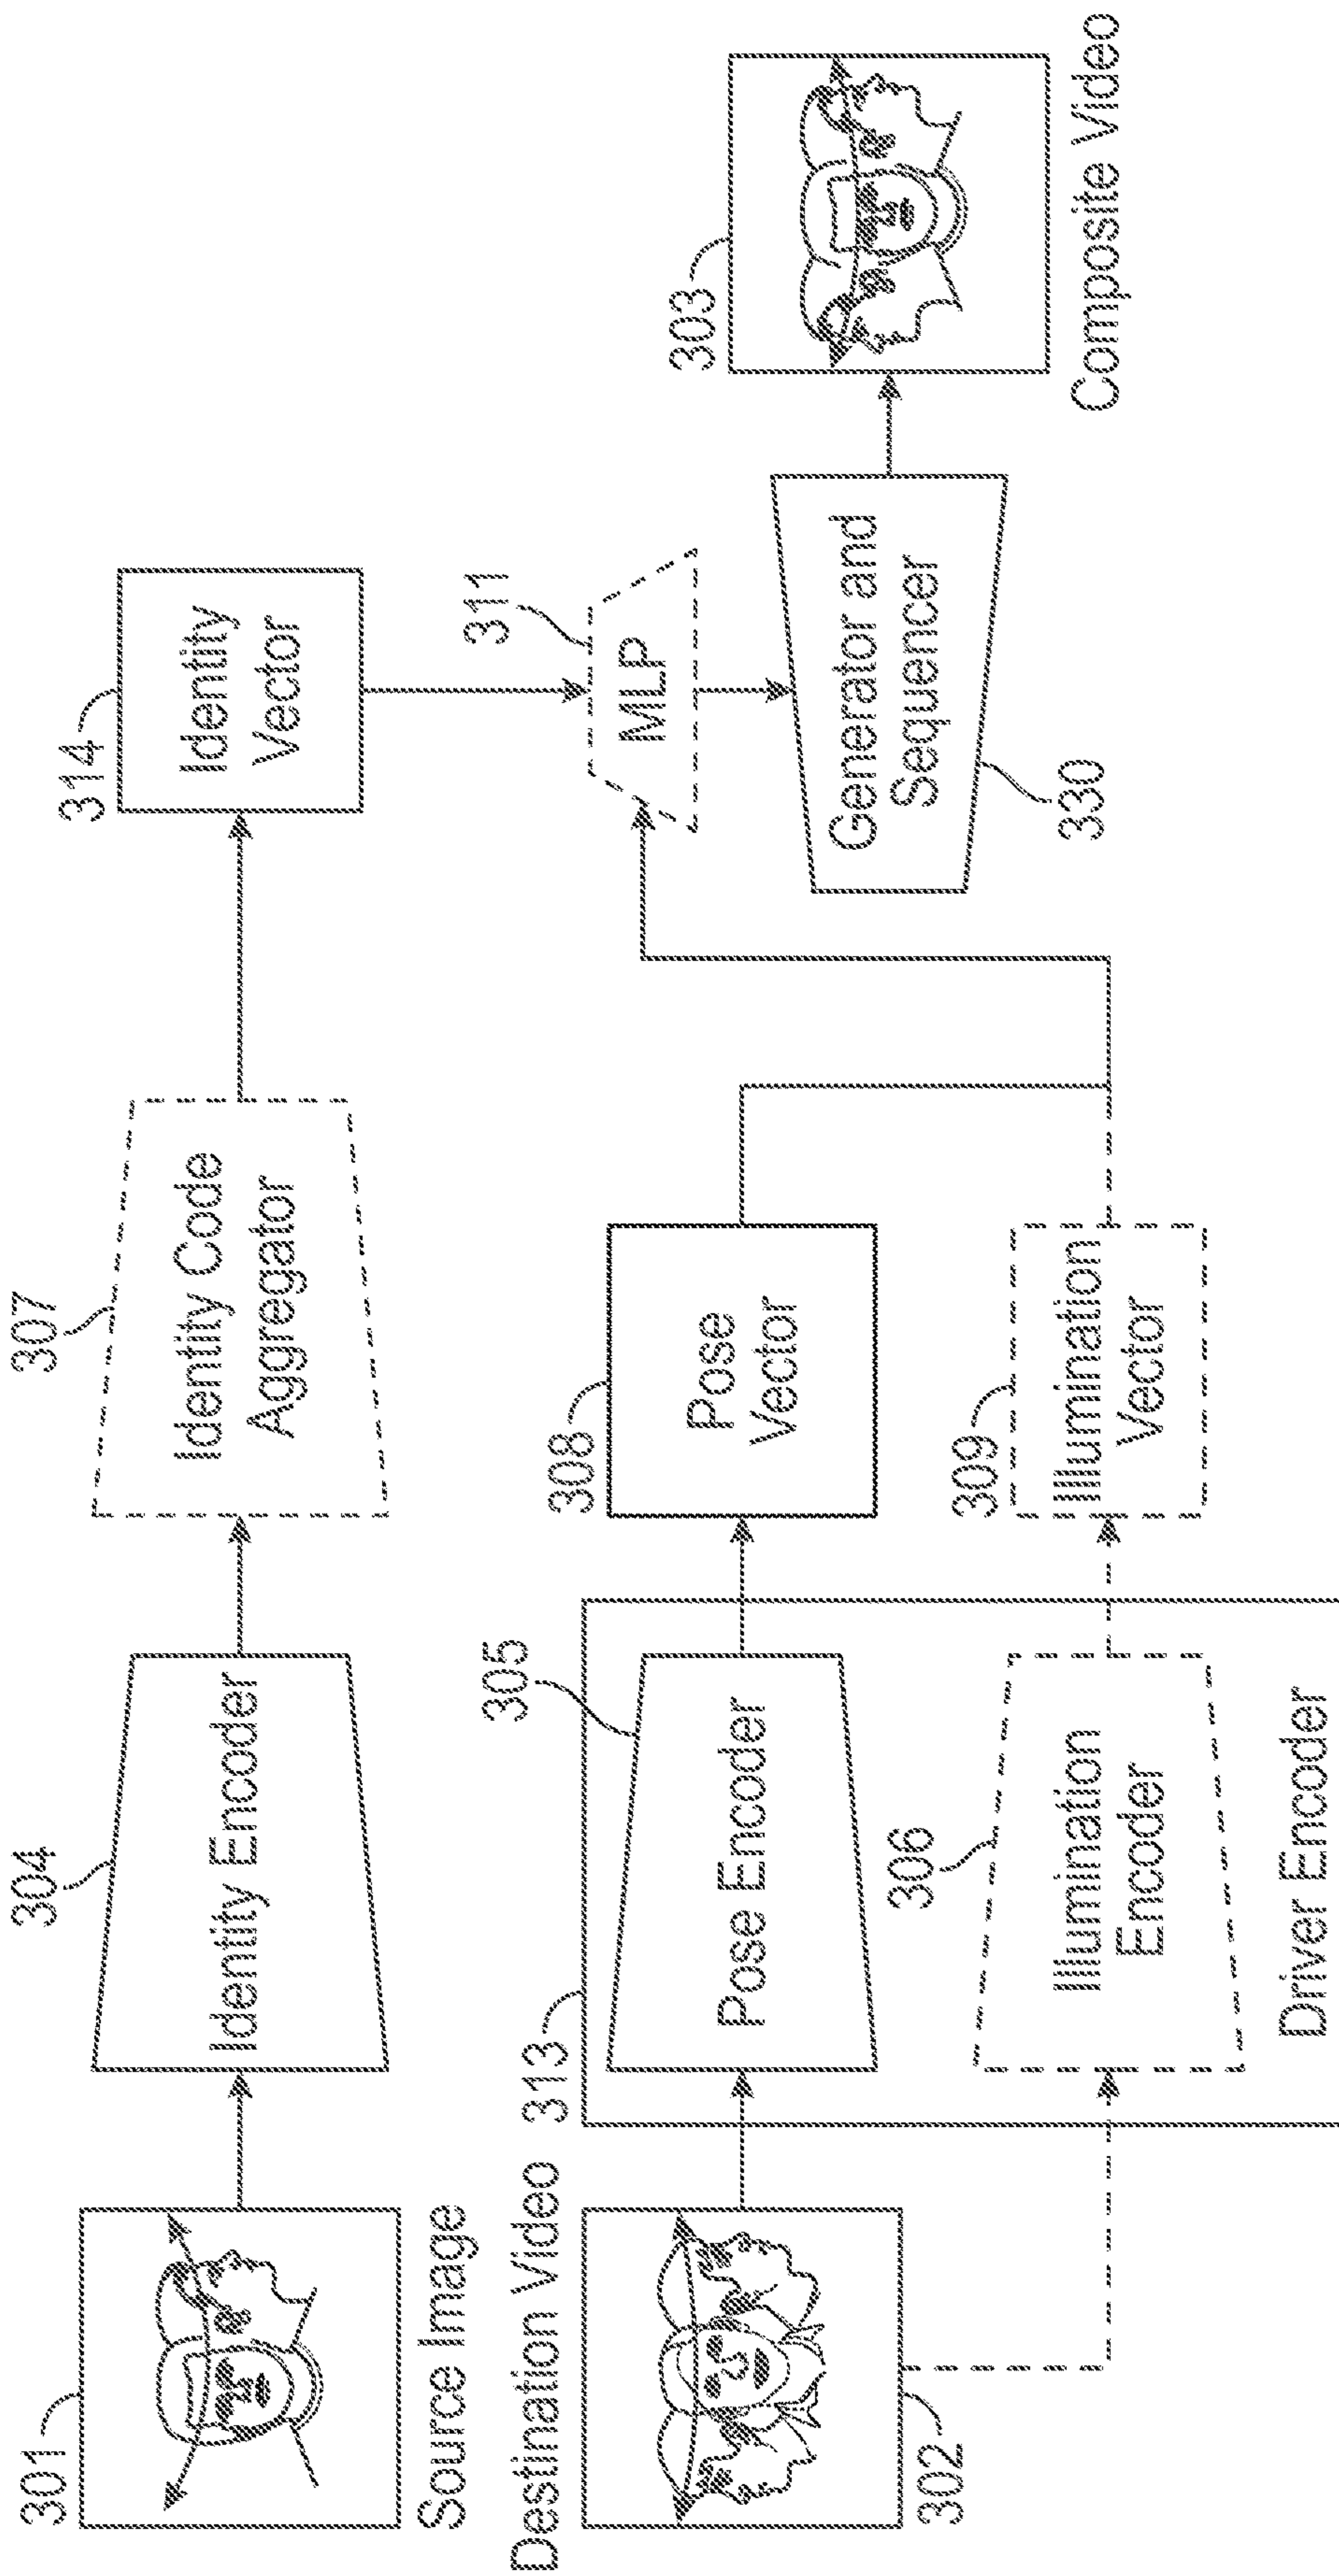 301
Source Image
304
Identity Encoder
307
Identity Code
Aggregator
314
Identity
Vector
Destination Video
302
313
305
Pose Encoder
306
Illumination
Encoder
Driver Encoder
308
Pose
Vector
309
Illumination
Vector
311
MLP
Generator and
Sequencer
330
303
Composite Video